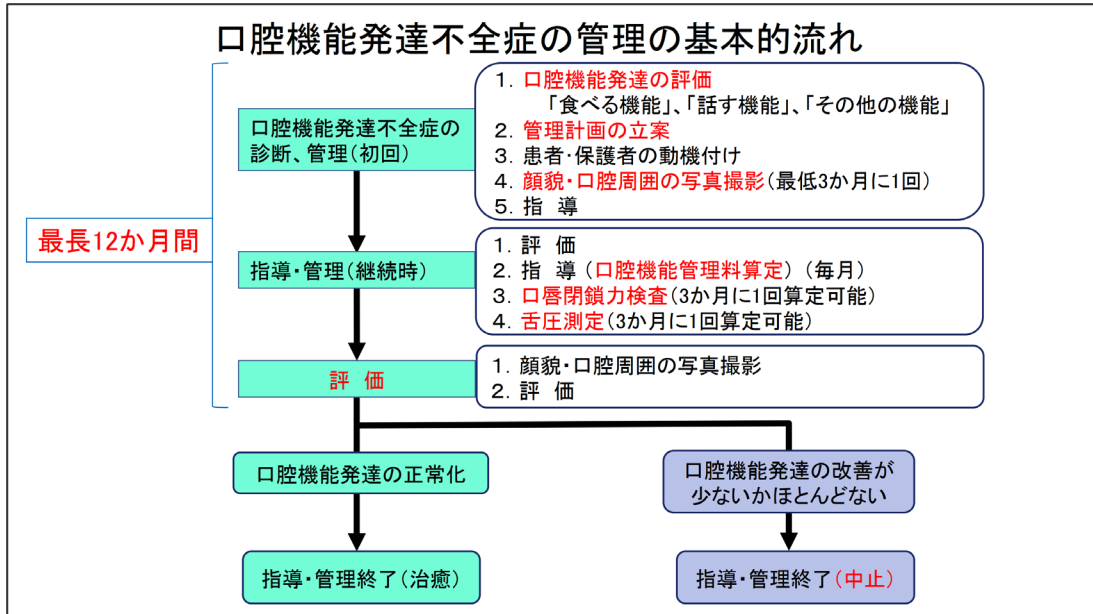 口腔機能発達不全症の管理の基本的流れ
最長12か月間
口腔機能発達不全症の
診断、管理(初回)
1. 口腔機能発達の評価
「食べる機能」、「話す機能」、「その他の機能」
2. 管理計画の立案
3. 患者・保護者の動機付け
4. 顔貌・口腔周囲の写真撮影(最低3か月に1回)
5. 指 導
指導・管理(継続時)
1. 評 価
2. 指 導 (口腔機能管理料算定) (毎月)
3. 口唇閉鎖力検査(3か月に1回算定可能)
4. 舌圧測定(3か月に1回算定可能)
評 価
1. 顔貌・口腔周囲の写真撮影
2. 評 価
口腔機能発達の正常化
口腔機能発達の改善が
少ないかほとんどない
指導・管理終了(治癒)
指導・管理終了(中止)